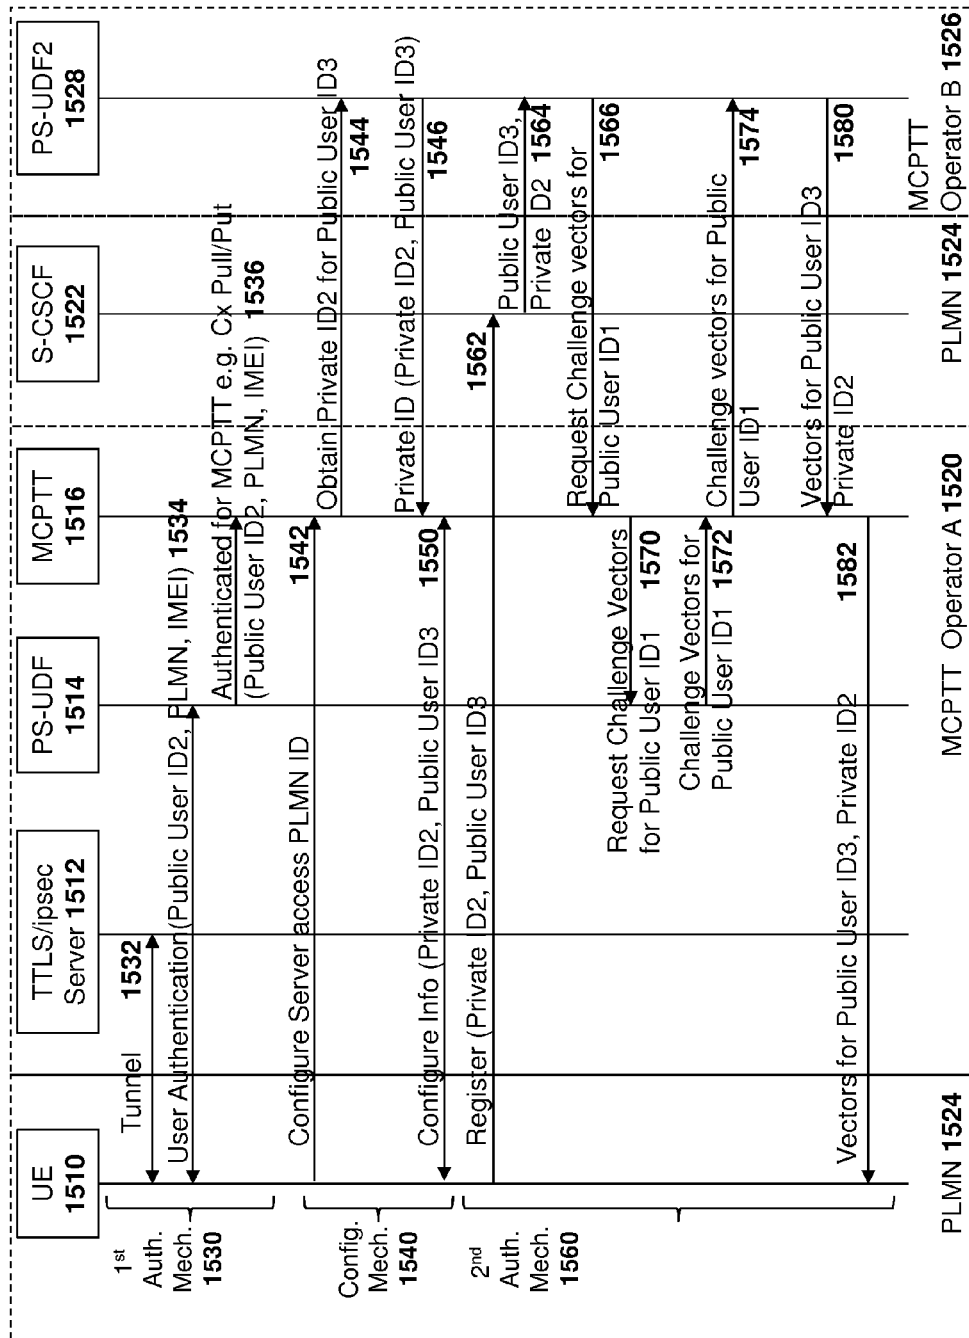 UE
1510
TTLS/ipsec
Server 1512
PS-UDF
1514
MCPTT
1516
S-CSCF
1522
PS-UDF2
1528
1st
Auth.
Mech.
1530
Tunnel
1532
User Authentication(Public User ID2, PLMN, IMEI) 1534
Authenticated for MCPTT e.g. Cx Pull/Put
(Public User ID2, PLMN, IMEI) 1536
Config.
Mech.
1540
Configure Server access PLMN ID
1542
Obtain Private ID2 for Public User ID3
1544
Private ID (Private ID2, Public User ID3)
1546
Configure Info (Private ID2, Public User ID3
1550
2nd
Auth.
Mech.
1560
Register (Private ID2, Public User ID3
1562
Public User ID3,
Private D2 1564
Request Challenge vectors for
Public User ID1
1566
Request Challenge Vectors
for Public User ID1
1570
Challenge Vectors for
Public User ID1 1572
Challenge vectors for Public
User ID1
1574
Vectors for Public User ID3
Private ID2
1580
Vectors for Public User ID3, Private ID2
1582
PLMN 1524
MCPTT Operator A 1520
PLMN 1524
MCPTT
Operator B 1526